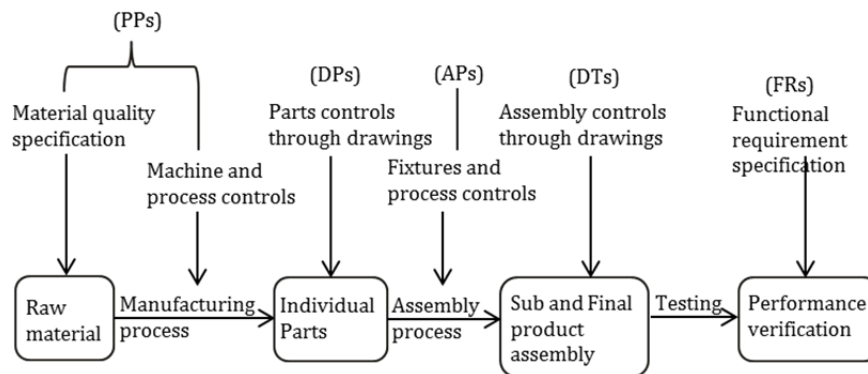 (PPs)
(DPs)
(APs)
(DTs)
(FRs)
Material quality
specification
Machine and
process controls
Parts controls
through drawings
Fixtures and
process controls
Assembly controls
through drawings
Functional
requirement
specification
Raw
material
Manufacturing
process
Individual
Parts
Assembly
process
Sub and Final
product
assembly
Testing
Performance
verification